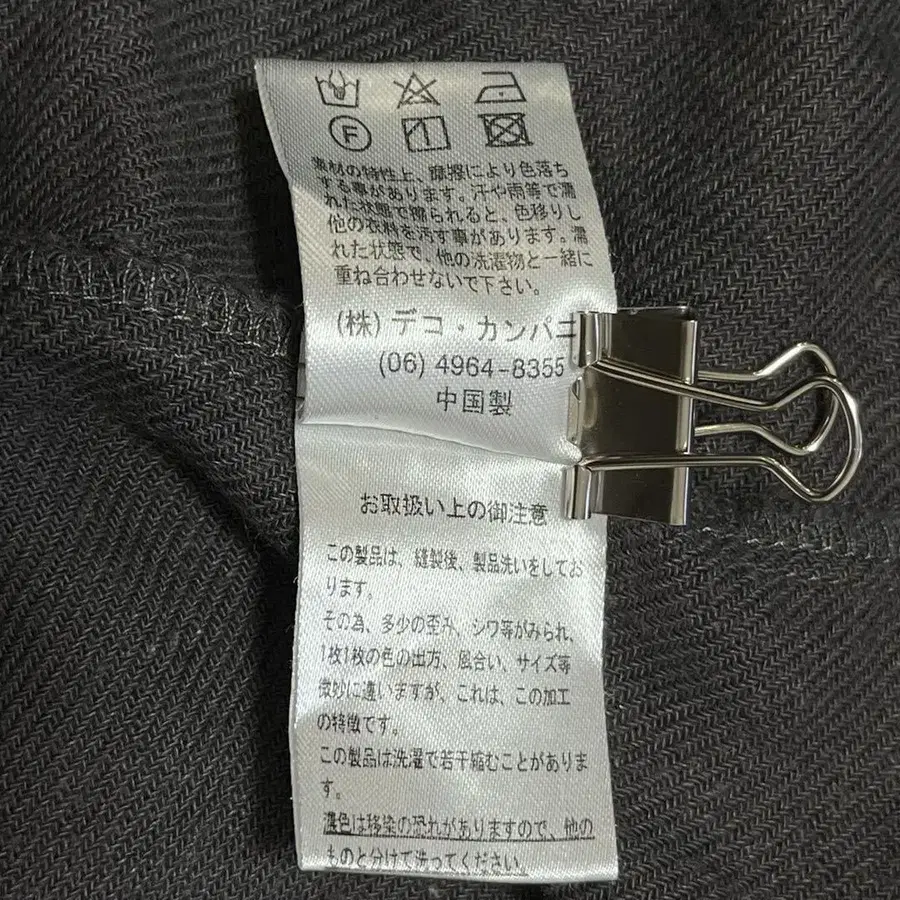 F
素材の特性上、摩擦により色落ち
する事があります。汗や雨等で濡
れた状態で擦られると、色移りし
他の衣料を汚す事があります。濡
れた状態で、他の洗濯物と一緒に
重ね合わせないで下さい。
(株)デコ・カンパニ
(06) 4964-8355
中国製
お取扱い上の御注意
この製品は、縫製後、製品洗いをしてお
ります。
その為、多少の歪み、シワ等がみられ、
1枚1枚の色の出方、風合い、サイズ等
微妙に違いますが、これは、この加工
の特徴です。
この製品は洗濯で若干縮むことがありま
す。
濃色は移染の恐れがありますので、他の
ものと分けて洗ってください。